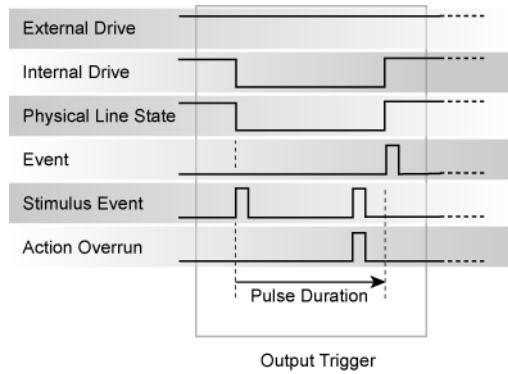 External Drive
Internal Drive
Physical Line State
Event
Stimulus Event
Action Overrun
Pulse Duration
Output Trigger